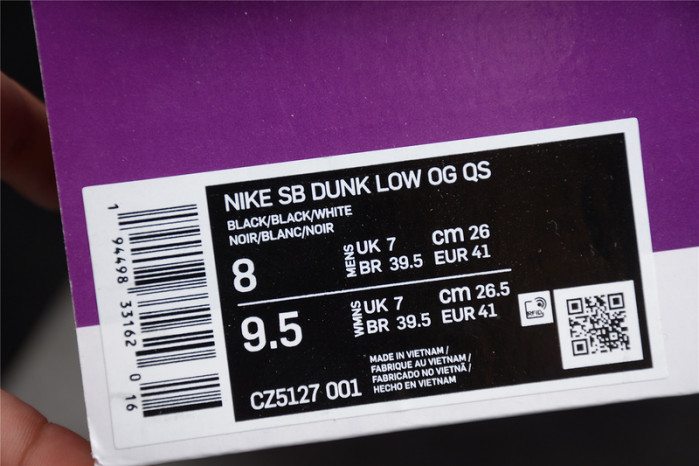 NIKE SB DUNK LOW OG QS
BLACK/BLACK/WHITE
NOIR/BLANC/NOIR
8
MENS
UK 7 cm 26
BR 39.5 EUR 41
9.5
WMNS
UK 7 cm 26.5
BR 39.5 EUR 41
RFID
CZ5127 001
MADE IN VIETNAM /
FABRIQUE AU VIETNAM /
FABRICADO NO VIETNÃ /
HECHO EN VIETNAM
1 94498 33162 0 16